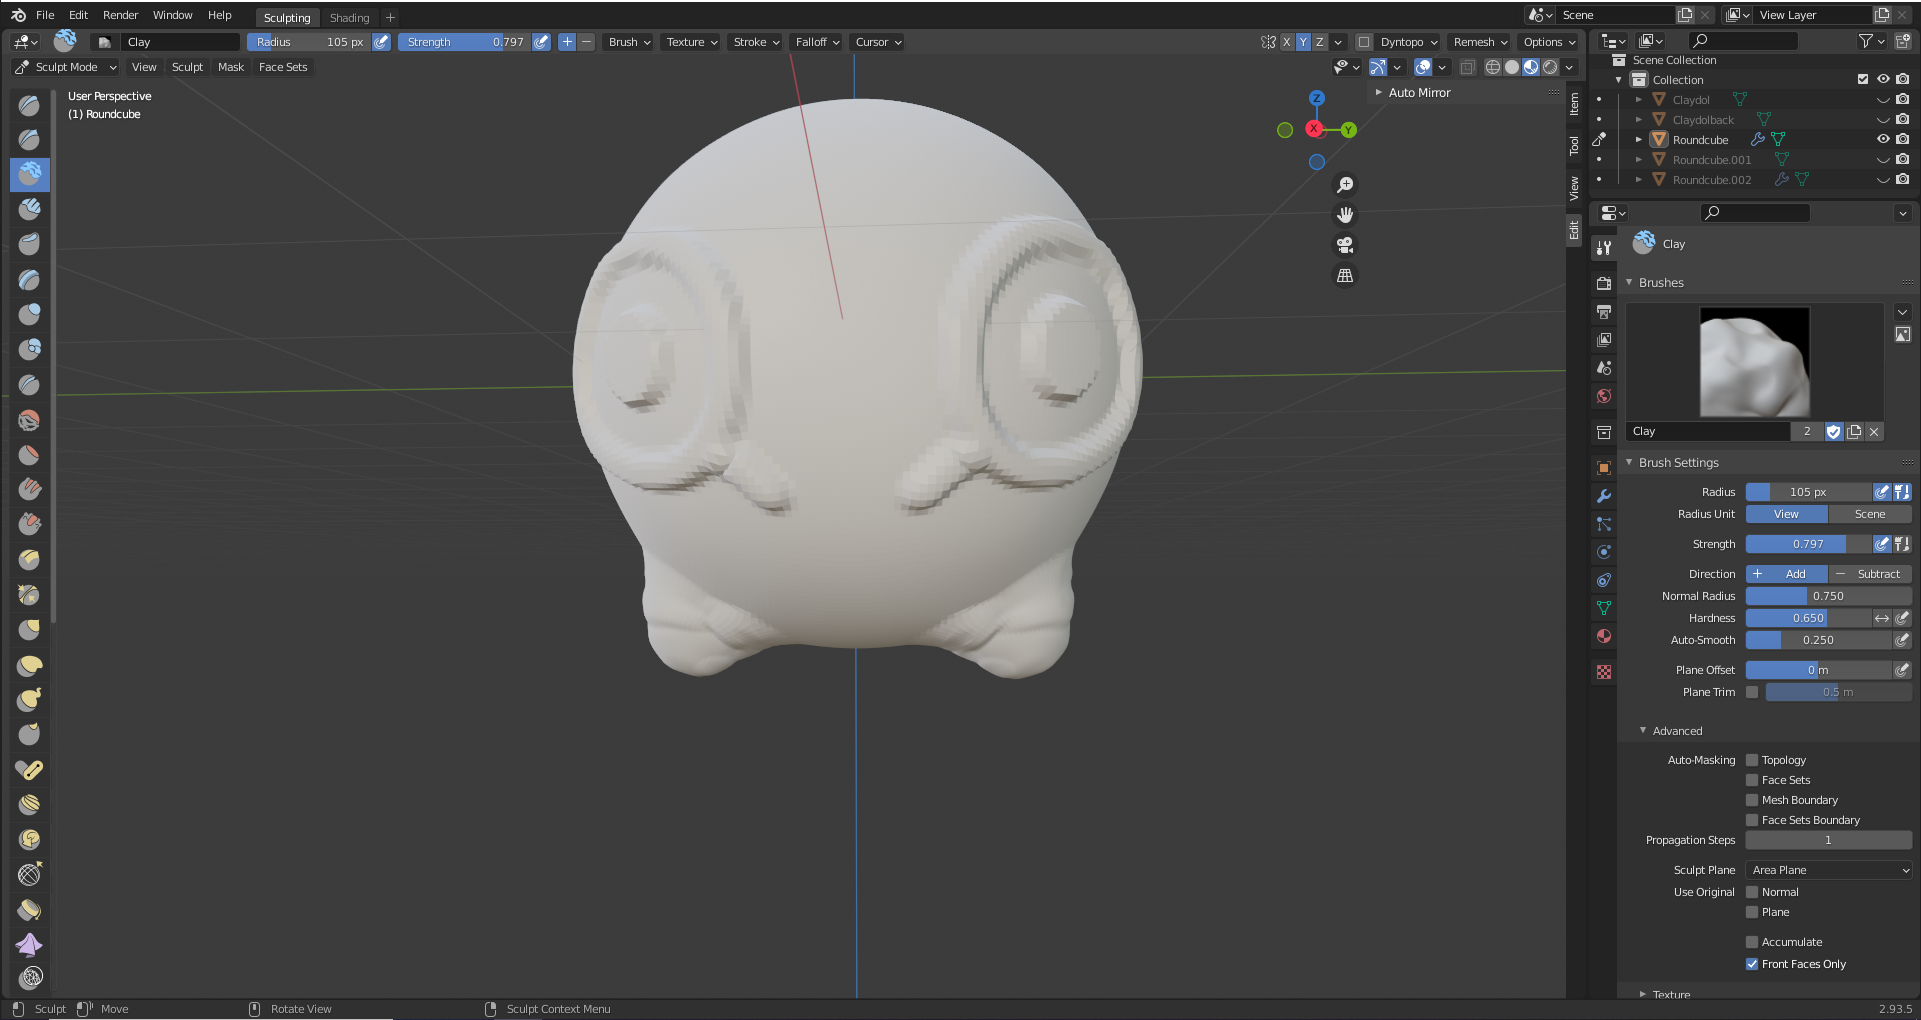 File Edit Render Window Help Sculpting Shading + Scene View Layer
Clay Radius 105 px Strength 0.797 + − Brush Texture Stroke Falloff Cursor X Y Z Dyntopo Remesh Options
Sculpt Mode View Sculpt Mask Face Sets
User Perspective
(1) Roundcube
Auto Mirror
Z
X
Y
Item
Tool
View
Edit
Scene Collection
Collection
Claydol
Claydolback
Roundcube
Roundcube.001
Roundcube.002
Clay
Brushes
Clay 2
Brush Settings
Radius 105 px
Radius Unit View Scene
Strength 0.797
Direction + Add − Subtract
Normal Radius 0.750
Hardness 0.650
Auto-Smooth 0.250
Plane Offset 0 m
Plane Trim 0.5 m
Advanced
Auto-Masking Topology
Face Sets
Mesh Boundary
Face Sets Boundary
Propagation Steps 1
Sculpt Plane Area Plane
Use Original Normal
Plane
Accumulate
Front Faces Only
Texture
Sculpt Move Rotate View Sculpt Context Menu 2.93.5